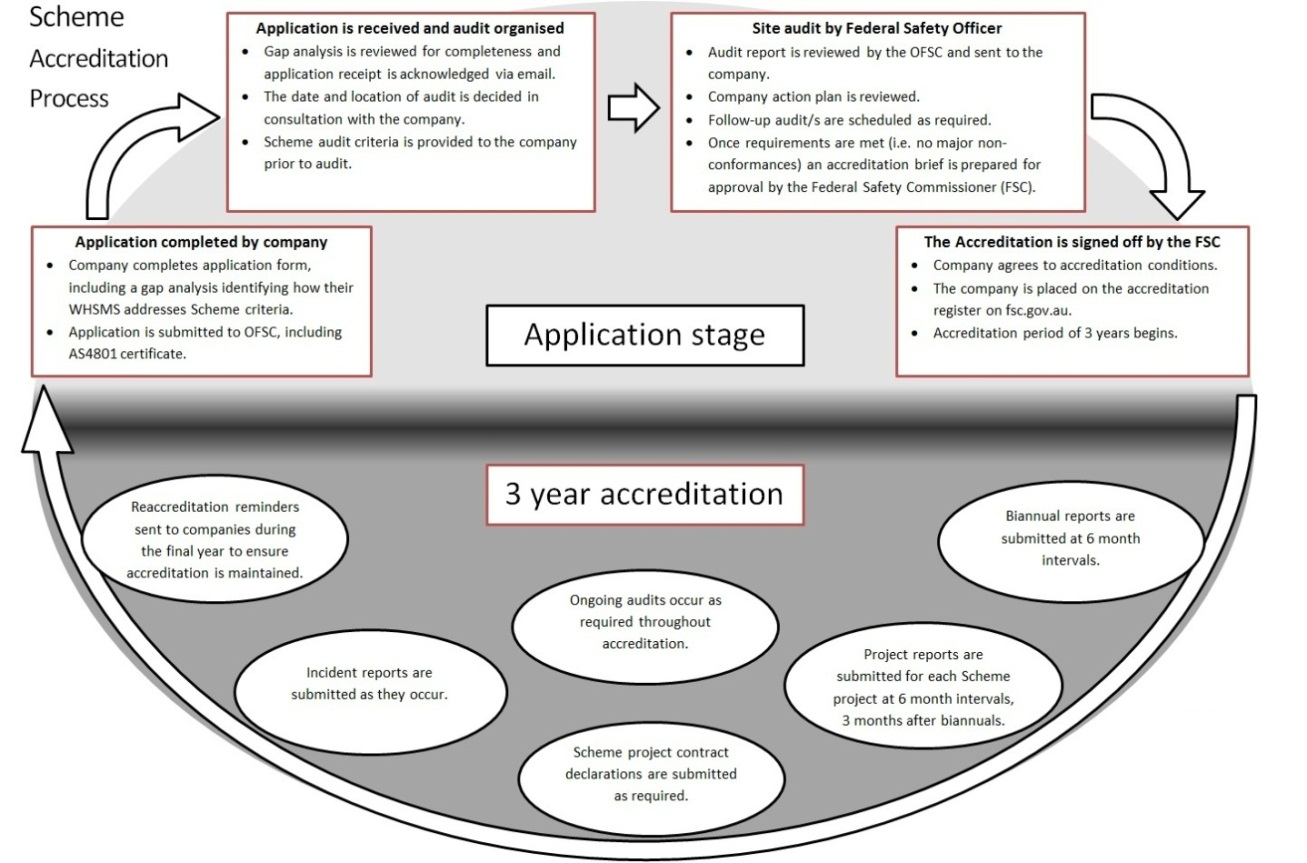 Scheme
Accreditation
Process
Application is received and audit organised
• Gap analysis is reviewed for completeness and
application receipt is acknowledged via email.
• The date and location of audit is decided in
consultation with the company.
• Scheme audit criteria is provided to the company
prior to audit.
Site audit by Federal Safety Officer
• Audit report is reviewed by the OFSC and sent to the
company.
• Company action plan is reviewed.
• Follow-up audit/s are scheduled as required.
• Once requirements are met (i.e. no major non-
conformances) an accreditation brief is prepared for
approval by the Federal Safety Commissioner (FSC).
Application completed by company
• Company completes application form,
including a gap analysis identifying how their
WHSMS addresses Scheme criteria.
• Application is submitted to OFSC, including
AS4801 certificate.
The Accreditation is signed off by the FSC
• Company agrees to accreditation conditions.
• The company is placed on the accreditation
register on fsc.gov.au.
• Accreditation period of 3 years begins.
Application stage
3 year accreditation
Reaccreditation reminders
sent to companies during
the final year to ensure
accreditation is maintained.
Biannual reports are
submitted at 6 month
intervals.
Ongoing audits occur as
required throughout
accreditation.
Incident reports are
submitted as they occur.
Project reports are
submitted for each Scheme
project at 6 month intervals,
3 months after biannuals.
Scheme project contract
declarations are submitted
as required.